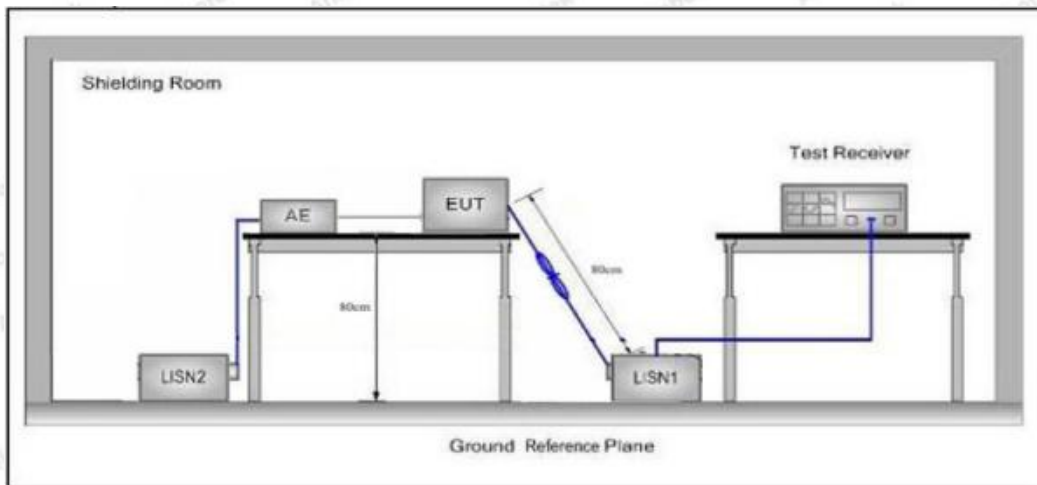 Shielding Room
Test Receiver
AE
EUT
80cm
80cm
LISN2
LISN1
Ground Reference Plane